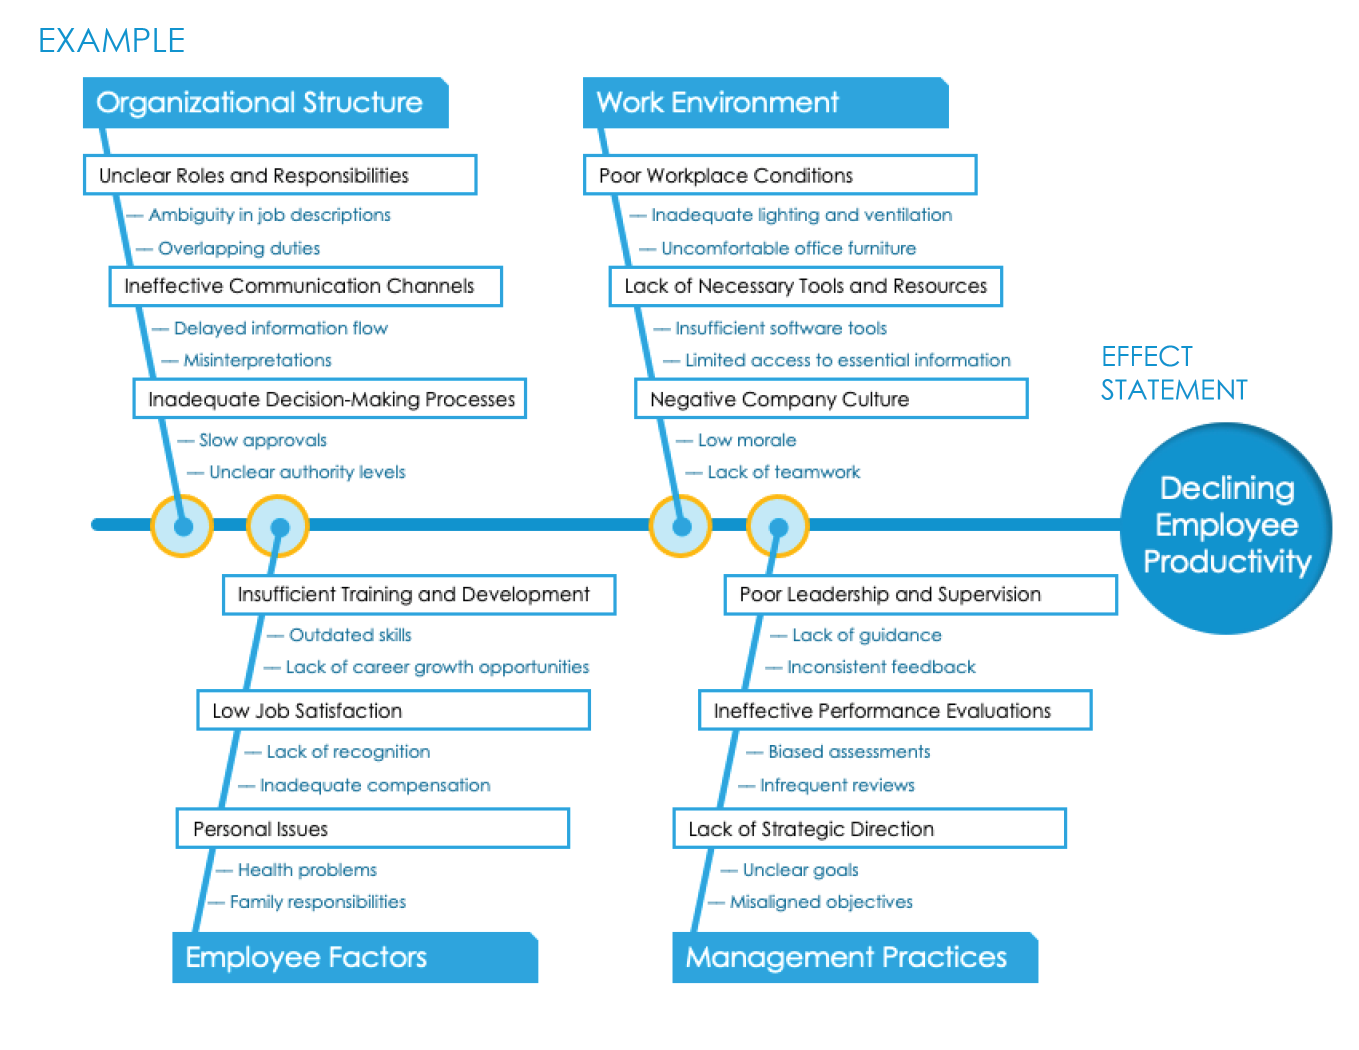 EXAMPLE
Organizational Structure
Unclear Roles and Responsibilities
— Ambiguity in job descriptions
— Overlapping duties
Ineffective Communication Channels
— Delayed information flow
— Misinterpretations
Inadequate Decision-Making Processes
— Slow approvals
— Unclear authority levels
Work Environment
Poor Workplace Conditions
— Inadequate lighting and ventilation
— Uncomfortable office furniture
Lack of Necessary Tools and Resources
— Insufficient software tools
— Limited access to essential information
Negative Company Culture
— Low morale
— Lack of teamwork
EFFECT
STATEMENT
Declining
Employee
Productivity
Insufficient Training and Development
— Outdated skills
— Lack of career growth opportunities
Low Job Satisfaction
— Lack of recognition
— Inadequate compensation
Personal Issues
— Health problems
— Family responsibilities
Employee Factors
Poor Leadership and Supervision
— Lack of guidance
— Inconsistent feedback
Ineffective Performance Evaluations
— Biased assessments
— Infrequent reviews
Lack of Strategic Direction
— Unclear goals
— Misaligned objectives
Management Practices